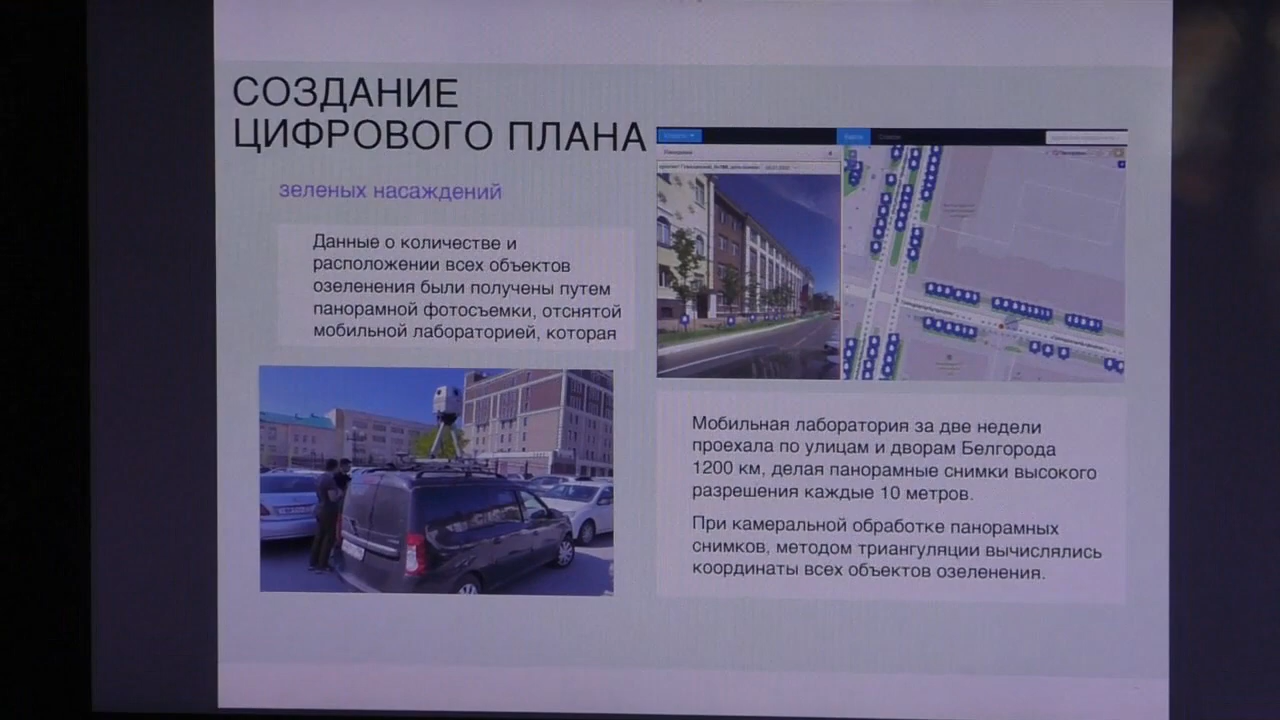 СОЗДАНИЕ
ЦИФРОВОГО ПЛАНА
зеленых насаждений
Данные о количестве и
расположении всех объектов
озеленения были получены путем
панорамной фотосъемки, отснятой
мобильной лабораторией, которая
Мобильная лаборатория за две недели
проехала по улицам и дворам Белгорода
1200 км, делая панорамные снимки высокого
разрешения каждые 10 метров.
При камеральной обработке панорамных
снимков, методом триангуляции вычислялись
координаты всех объектов озеленения.